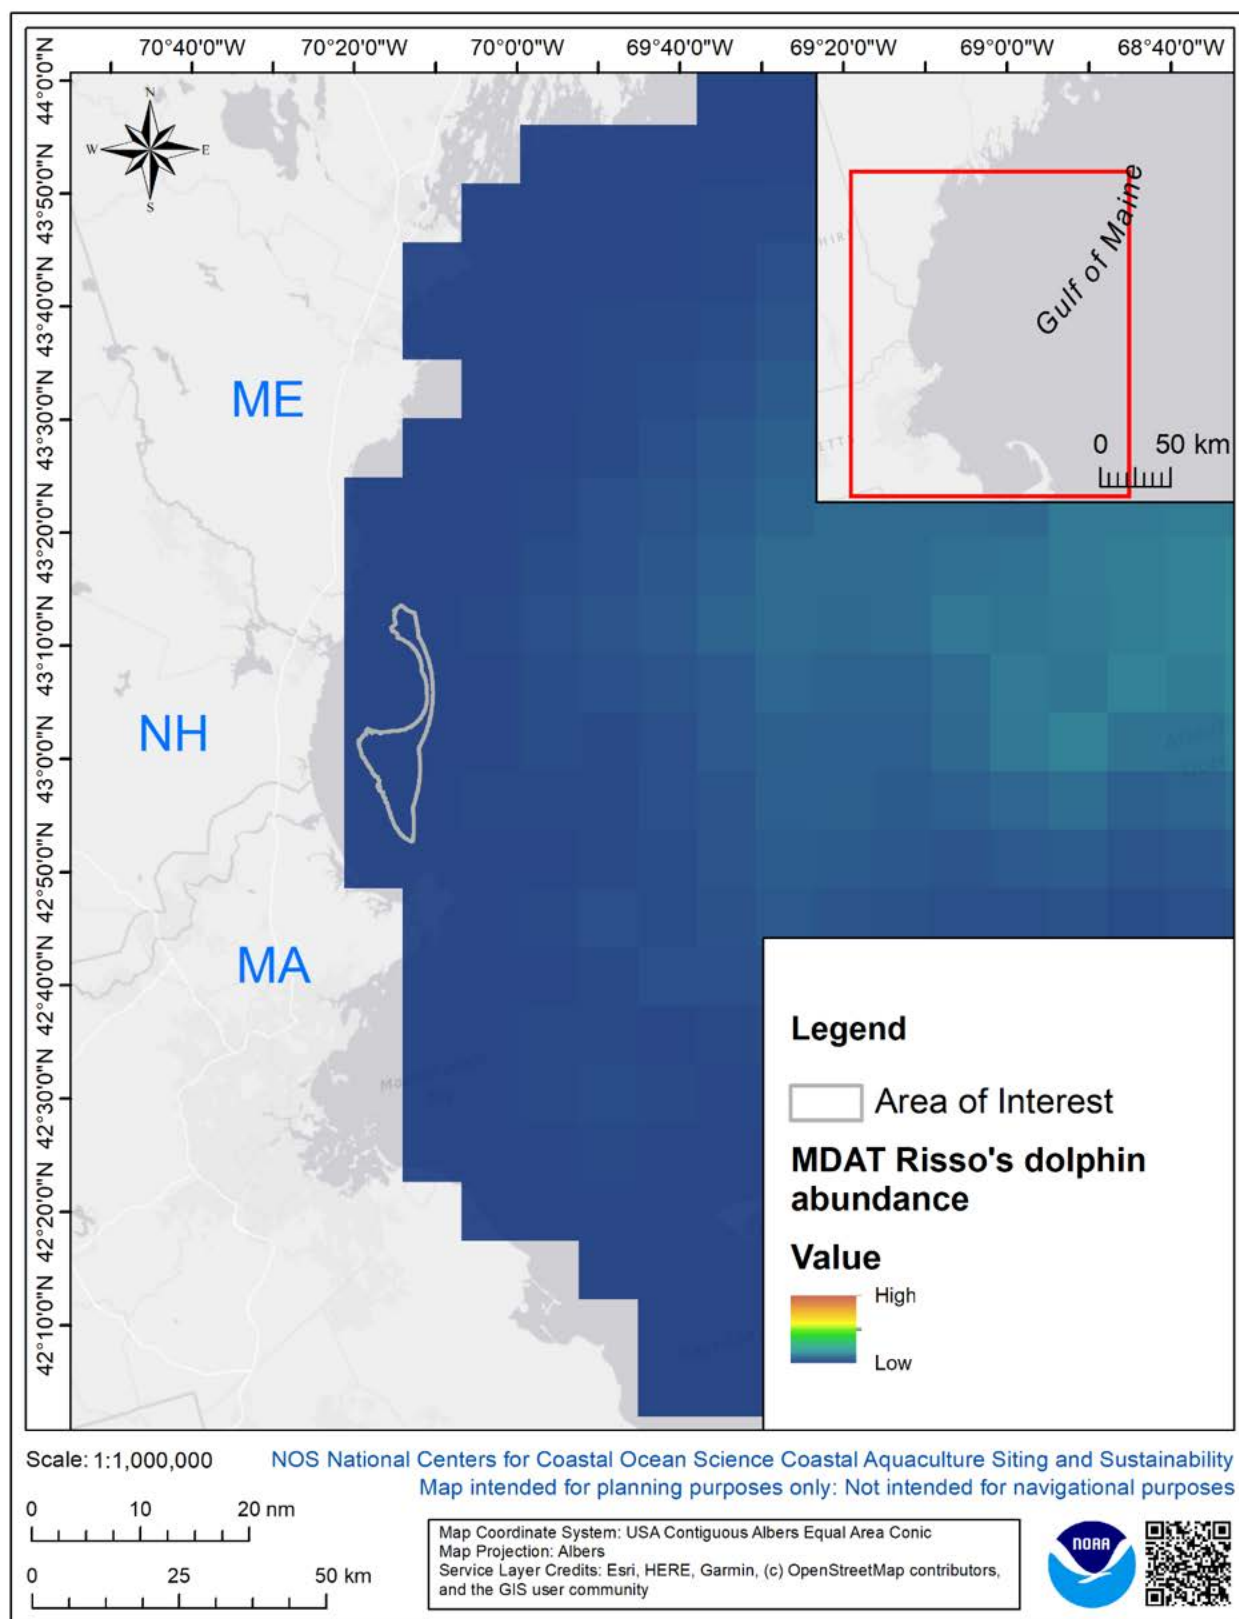 70°40'0"W 70°20'0"W 70°0'0"W 69°40'0"W 69°20'0"W 69°0'0"W 68°40'0"W
44°0'0"N
43°50'0"N
43°40'0"N
43°30'0"N
43°20'0"N
43°10'0"N
43°0'0"N
42°50'0"N
42°40'0"N
42°30'0"N
42°20'0"N
42°10'0"N
N
W E
S
ME
NH
MA
Gulf of Maine
0 50 km
Legend
Area of Interest
MDAT Risso's dolphin
abundance
Value
High
Low
Scale: 1:1,000,000
NOS National Centers for Coastal Ocean Science Coastal Aquaculture Siting and Sustainability
Map intended for planning purposes only: Not intended for navigational purposes
0 10 20 nm
0 25 50 km
Map Coordinate System: USA Contiguous Albers Equal Area Conic
Map Projection: Albers
Service Layer Credits: Esri, HERE, Garmin, (c) OpenStreetMap contributors,
and the GIS user community
NOAA